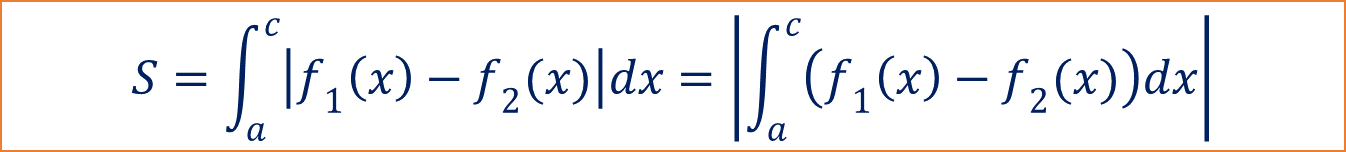 S = ∫_a^c |f_1(x) − f_2(x)|dx = |∫_a^c (f_1(x) − f_2(x))dx|